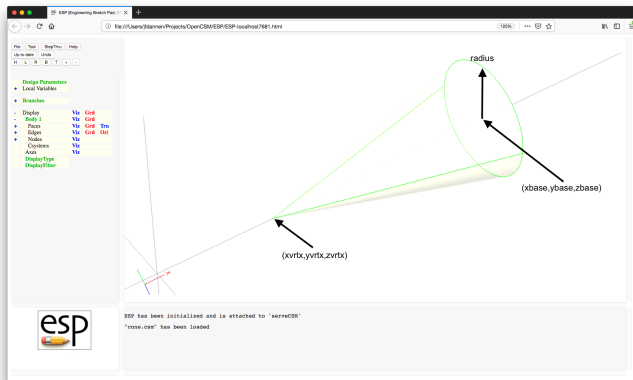 ESP [Engineering Sketch Pad, V
file:///Users/jfdannen/Projects/OpenCSM/ESP/ESP-localhost7681.html
120%
File Tool StepThru Help
Up to date Undo
H L R B T + -
Design Parameters
+ Local Variables
+ Branches
- Display Viz Grd
- Body 1 Viz Grd
+ Faces Viz Grd Trn
+ Edges Viz Grd Ori
+ Nodes Viz
Csystems Viz
Axes Viz
DisplayType
DisplayFilter
radius
(xbase,ybase,zbase)
(xvrtx,yvrtx,zvrtx)
x
esp
ESP has been initialized and is attached to 'serveCSM'
"cone.csm" has been loaded